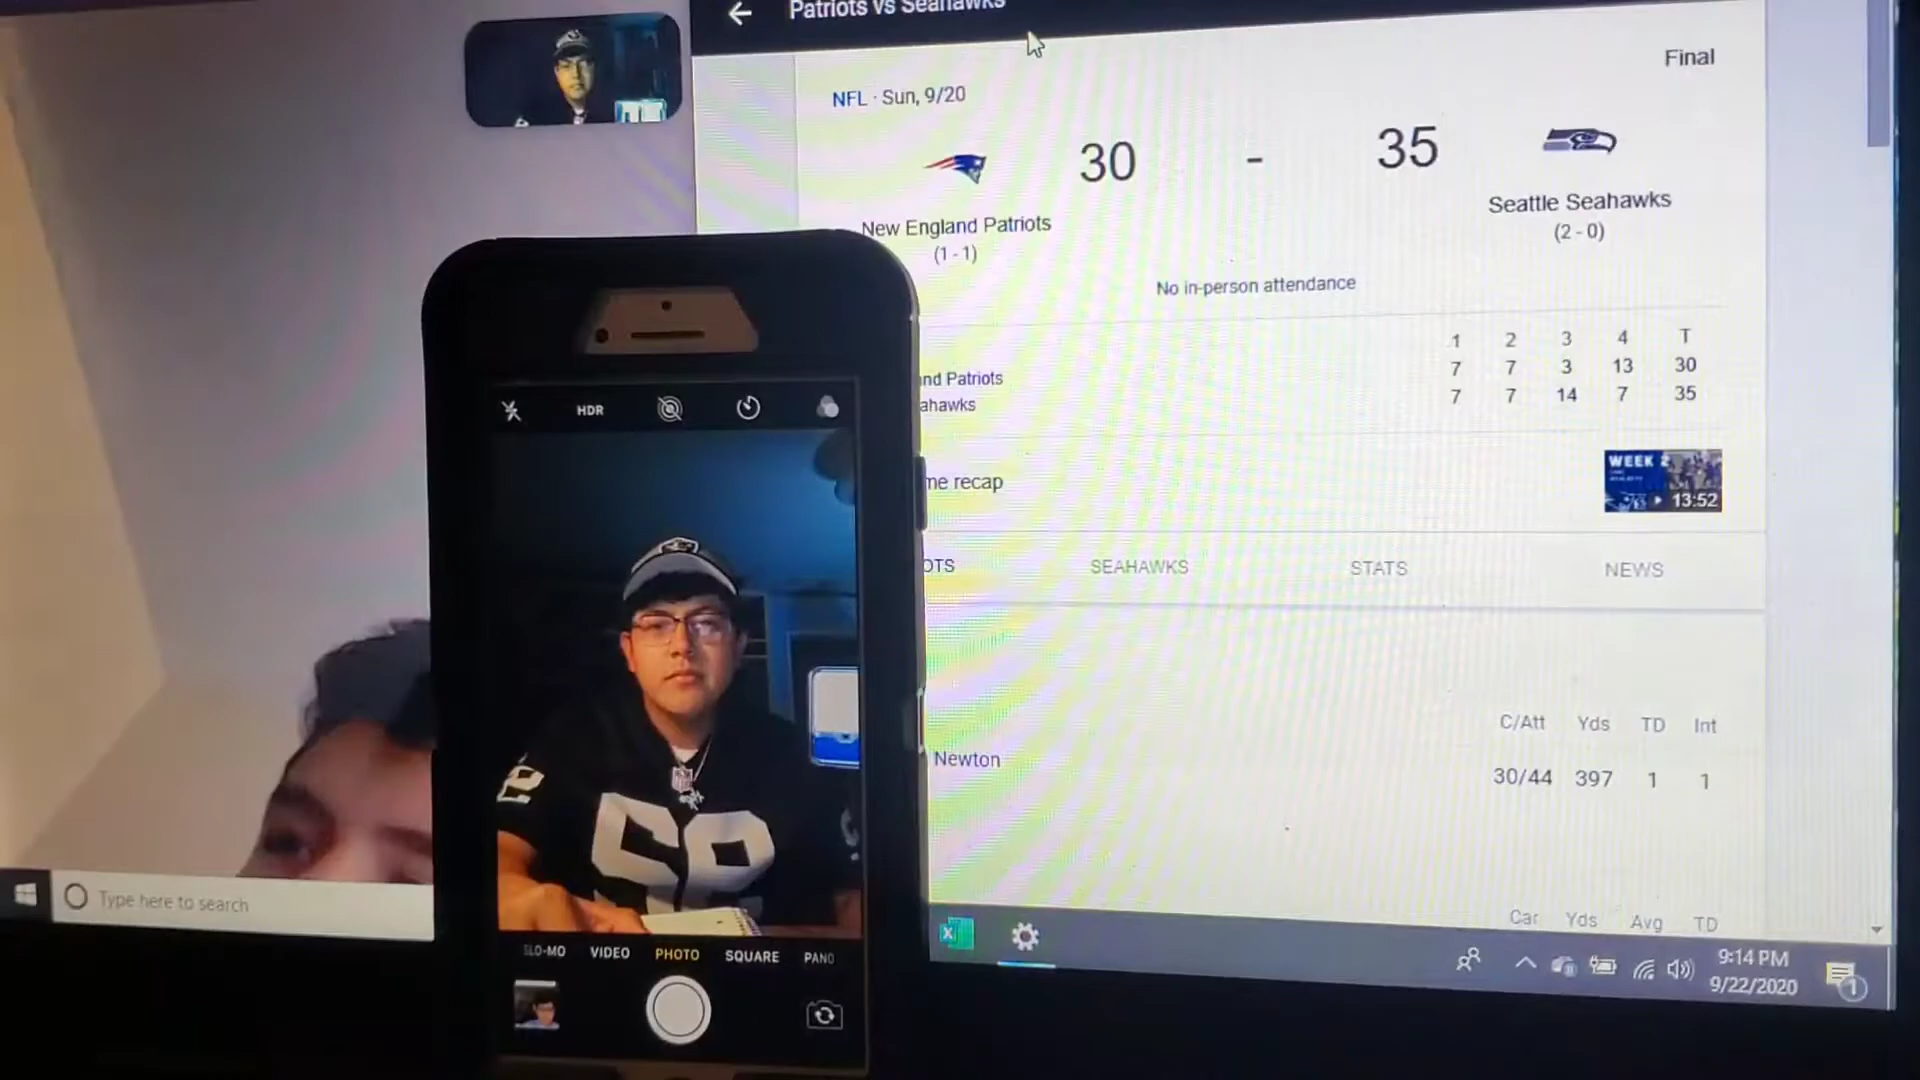 Patriots vs Seahawks
Final
NFL · Sun, 9/20
30 - 35
New England Patriots
(1 - 1)
Seattle Seahawks
(2 - 0)
No in-person attendance
1 2 3 4 T
nd Patriots 7 7 3 13 30
ahawks 7 7 14 7 35
me recap
WEEK 2
13:52
OTS SEAHAWKS STATS NEWS
C/Att Yds TD Int
Newton 30/44 397 1 1
Car Yds Avg TD
HDR
SLO-MO VIDEO PHOTO SQUARE PANO
Type here to search
9:14 PM
9/22/2020
1